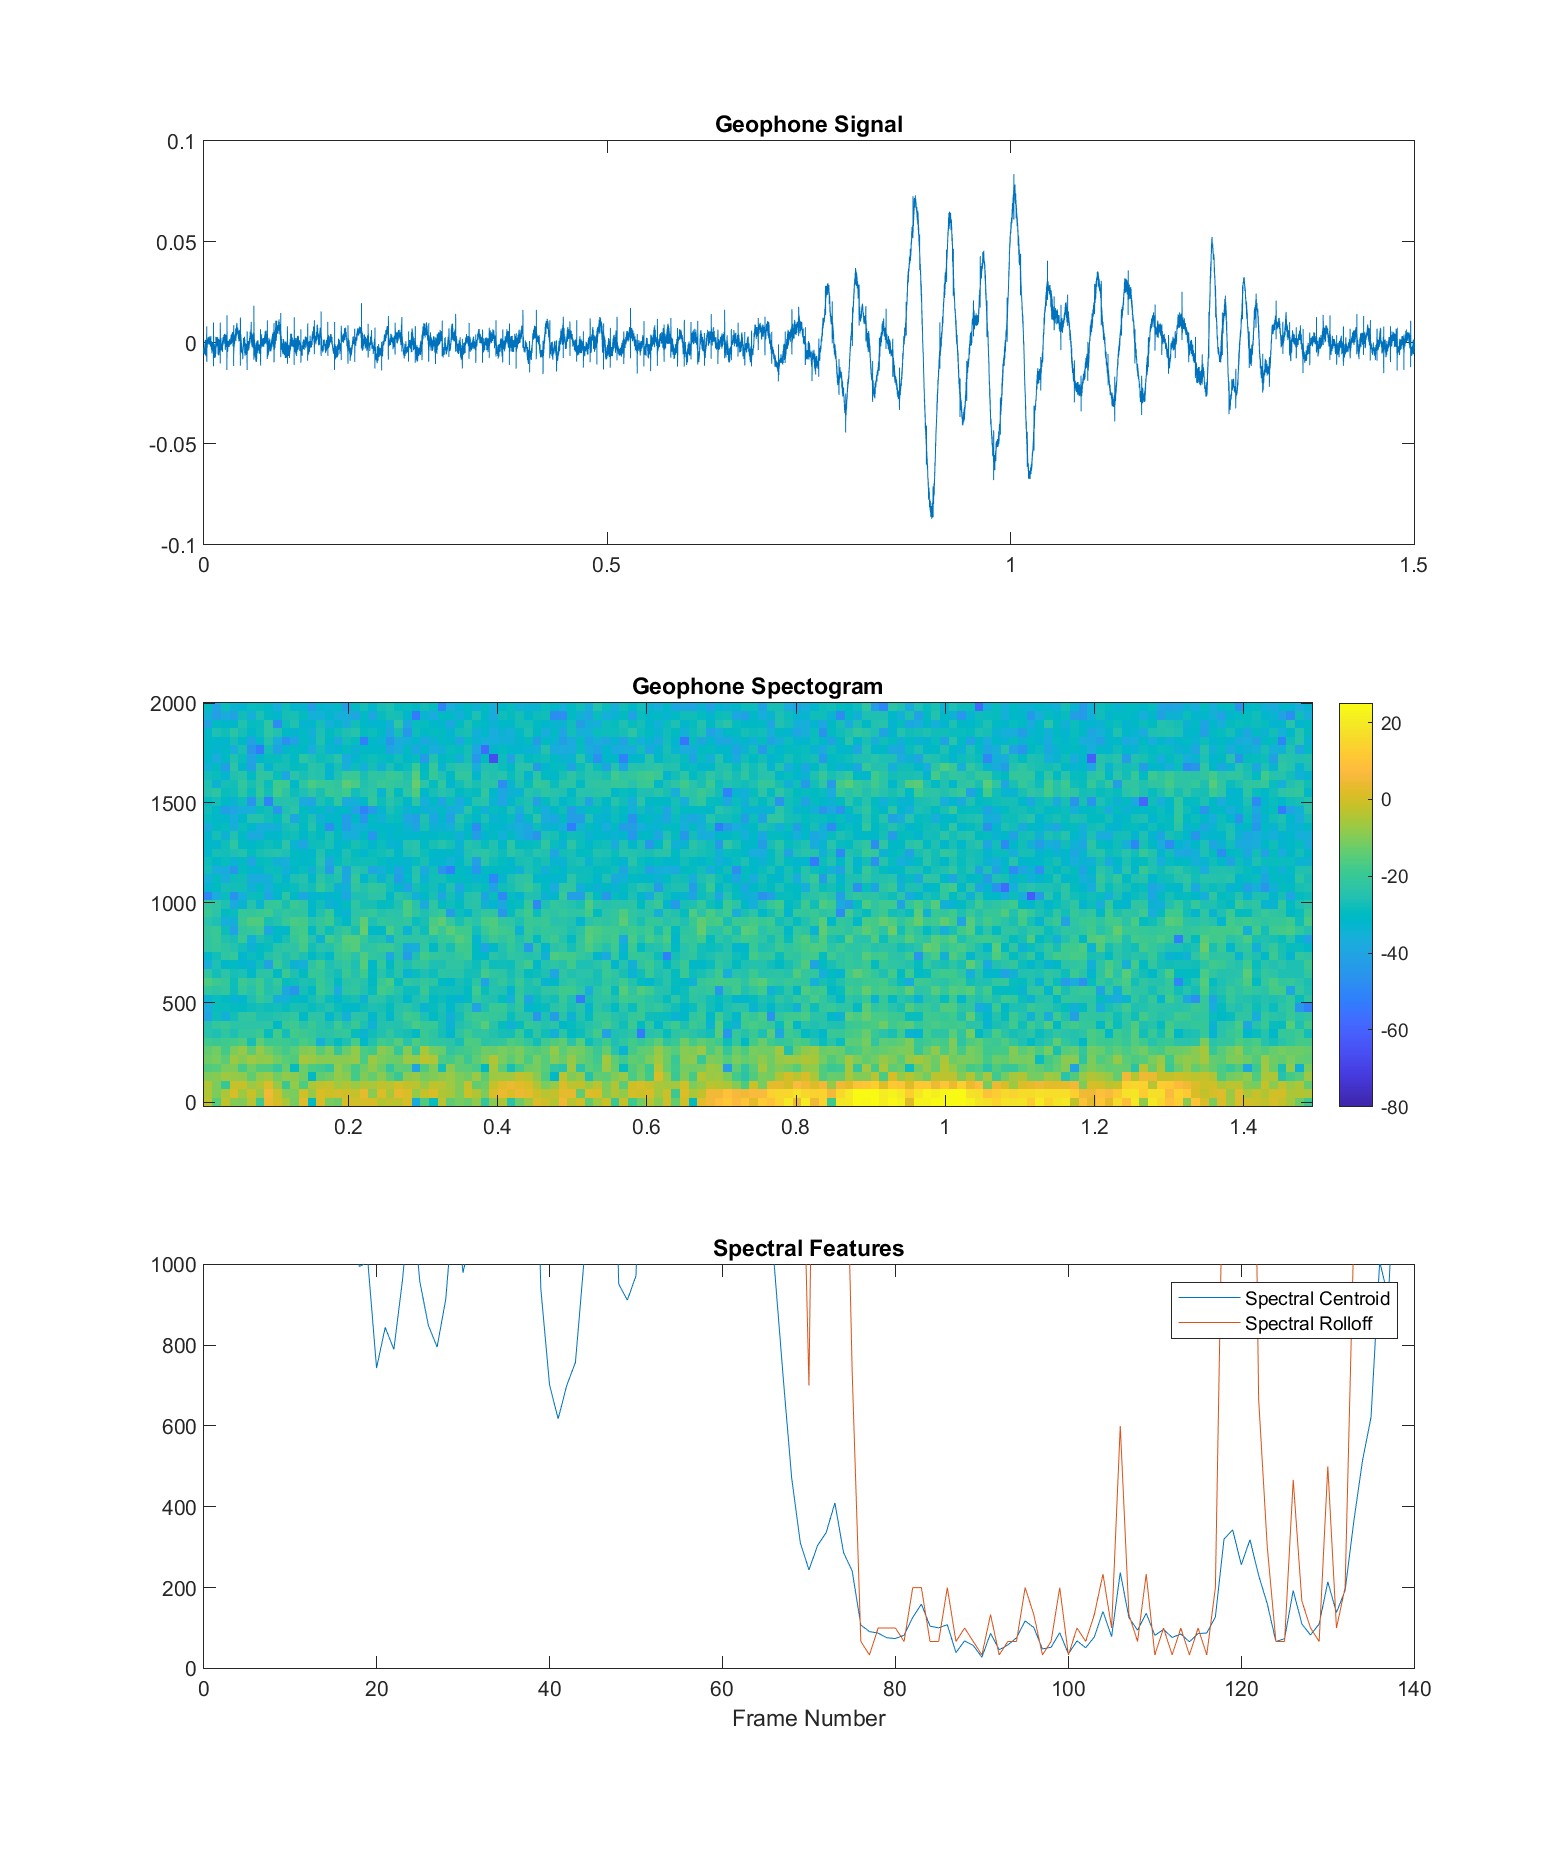 Geophone Signal
0.1
0.05
0
-0.05
-0.1
0 0.5 1 1.5
Geophone Spectogram
2000
1500
1000
500
0
0.2 0.4 0.6 0.8 1 1.2 1.4
20
0
-20
-40
-60
-80
Spectral Features
1000
800
600
400
200
0
Spectral Centroid
Spectral Rolloff
0 20 40 60 80 100 120 140
Frame Number